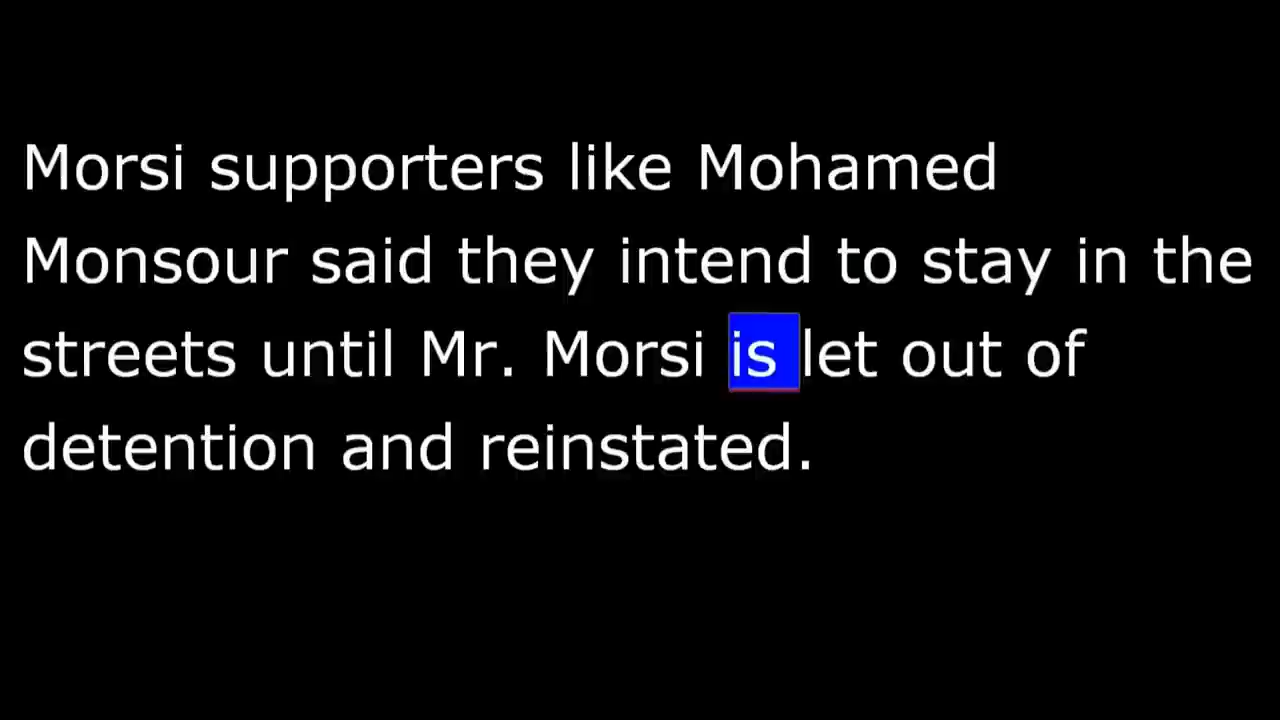 Morsi supporters like Mohamed
Monsour said they intend to stay in the
streets until Mr. Morsi is let out of
detention and reinstated.